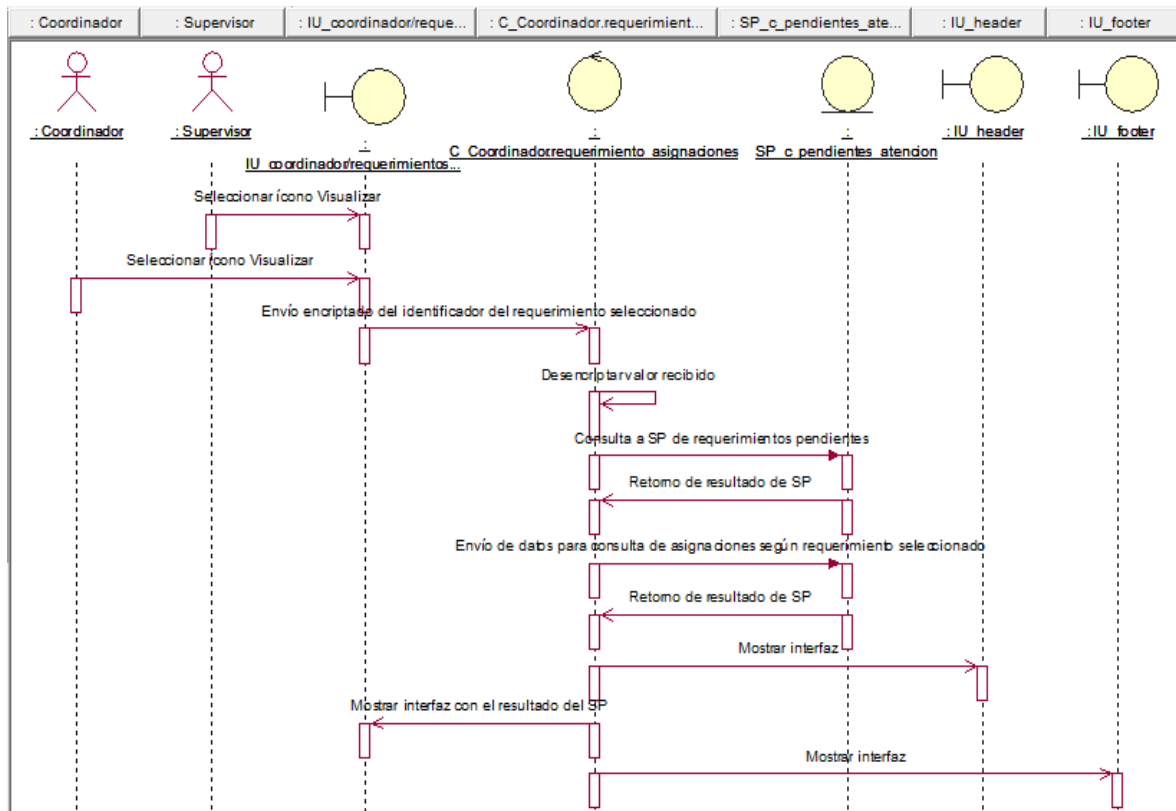 : Coordinador
: Supervisor
: IU_coordinador/reque...
: C_Coordinador.requerimient...
: SP_c_pendientes_ate...
: IU_header
: IU_footer
: Coordinador
: Supervisor
:
IU_coordinador/requerimientos...
:
C_Coordinador.requerimiento_asignaciones
:
SP_c_pendientes_atencion
: IU_header
: IU_footer
Seleccionar ícono Visualizar
Seleccionar ícono Visualizar
Envío encriptado del identificador del requerimiento seleccionado
Desencriptar valor recibido
Consulta a SP de requerimientos pendientes
Retorno de resultado de SP
Envío de datos para consulta de asignaciones según requerimiento seleccionado
Retorno de resultado de SP
Mostrar interfaz
Mostrar interfaz con el resultado del SP
Mostrar interfaz